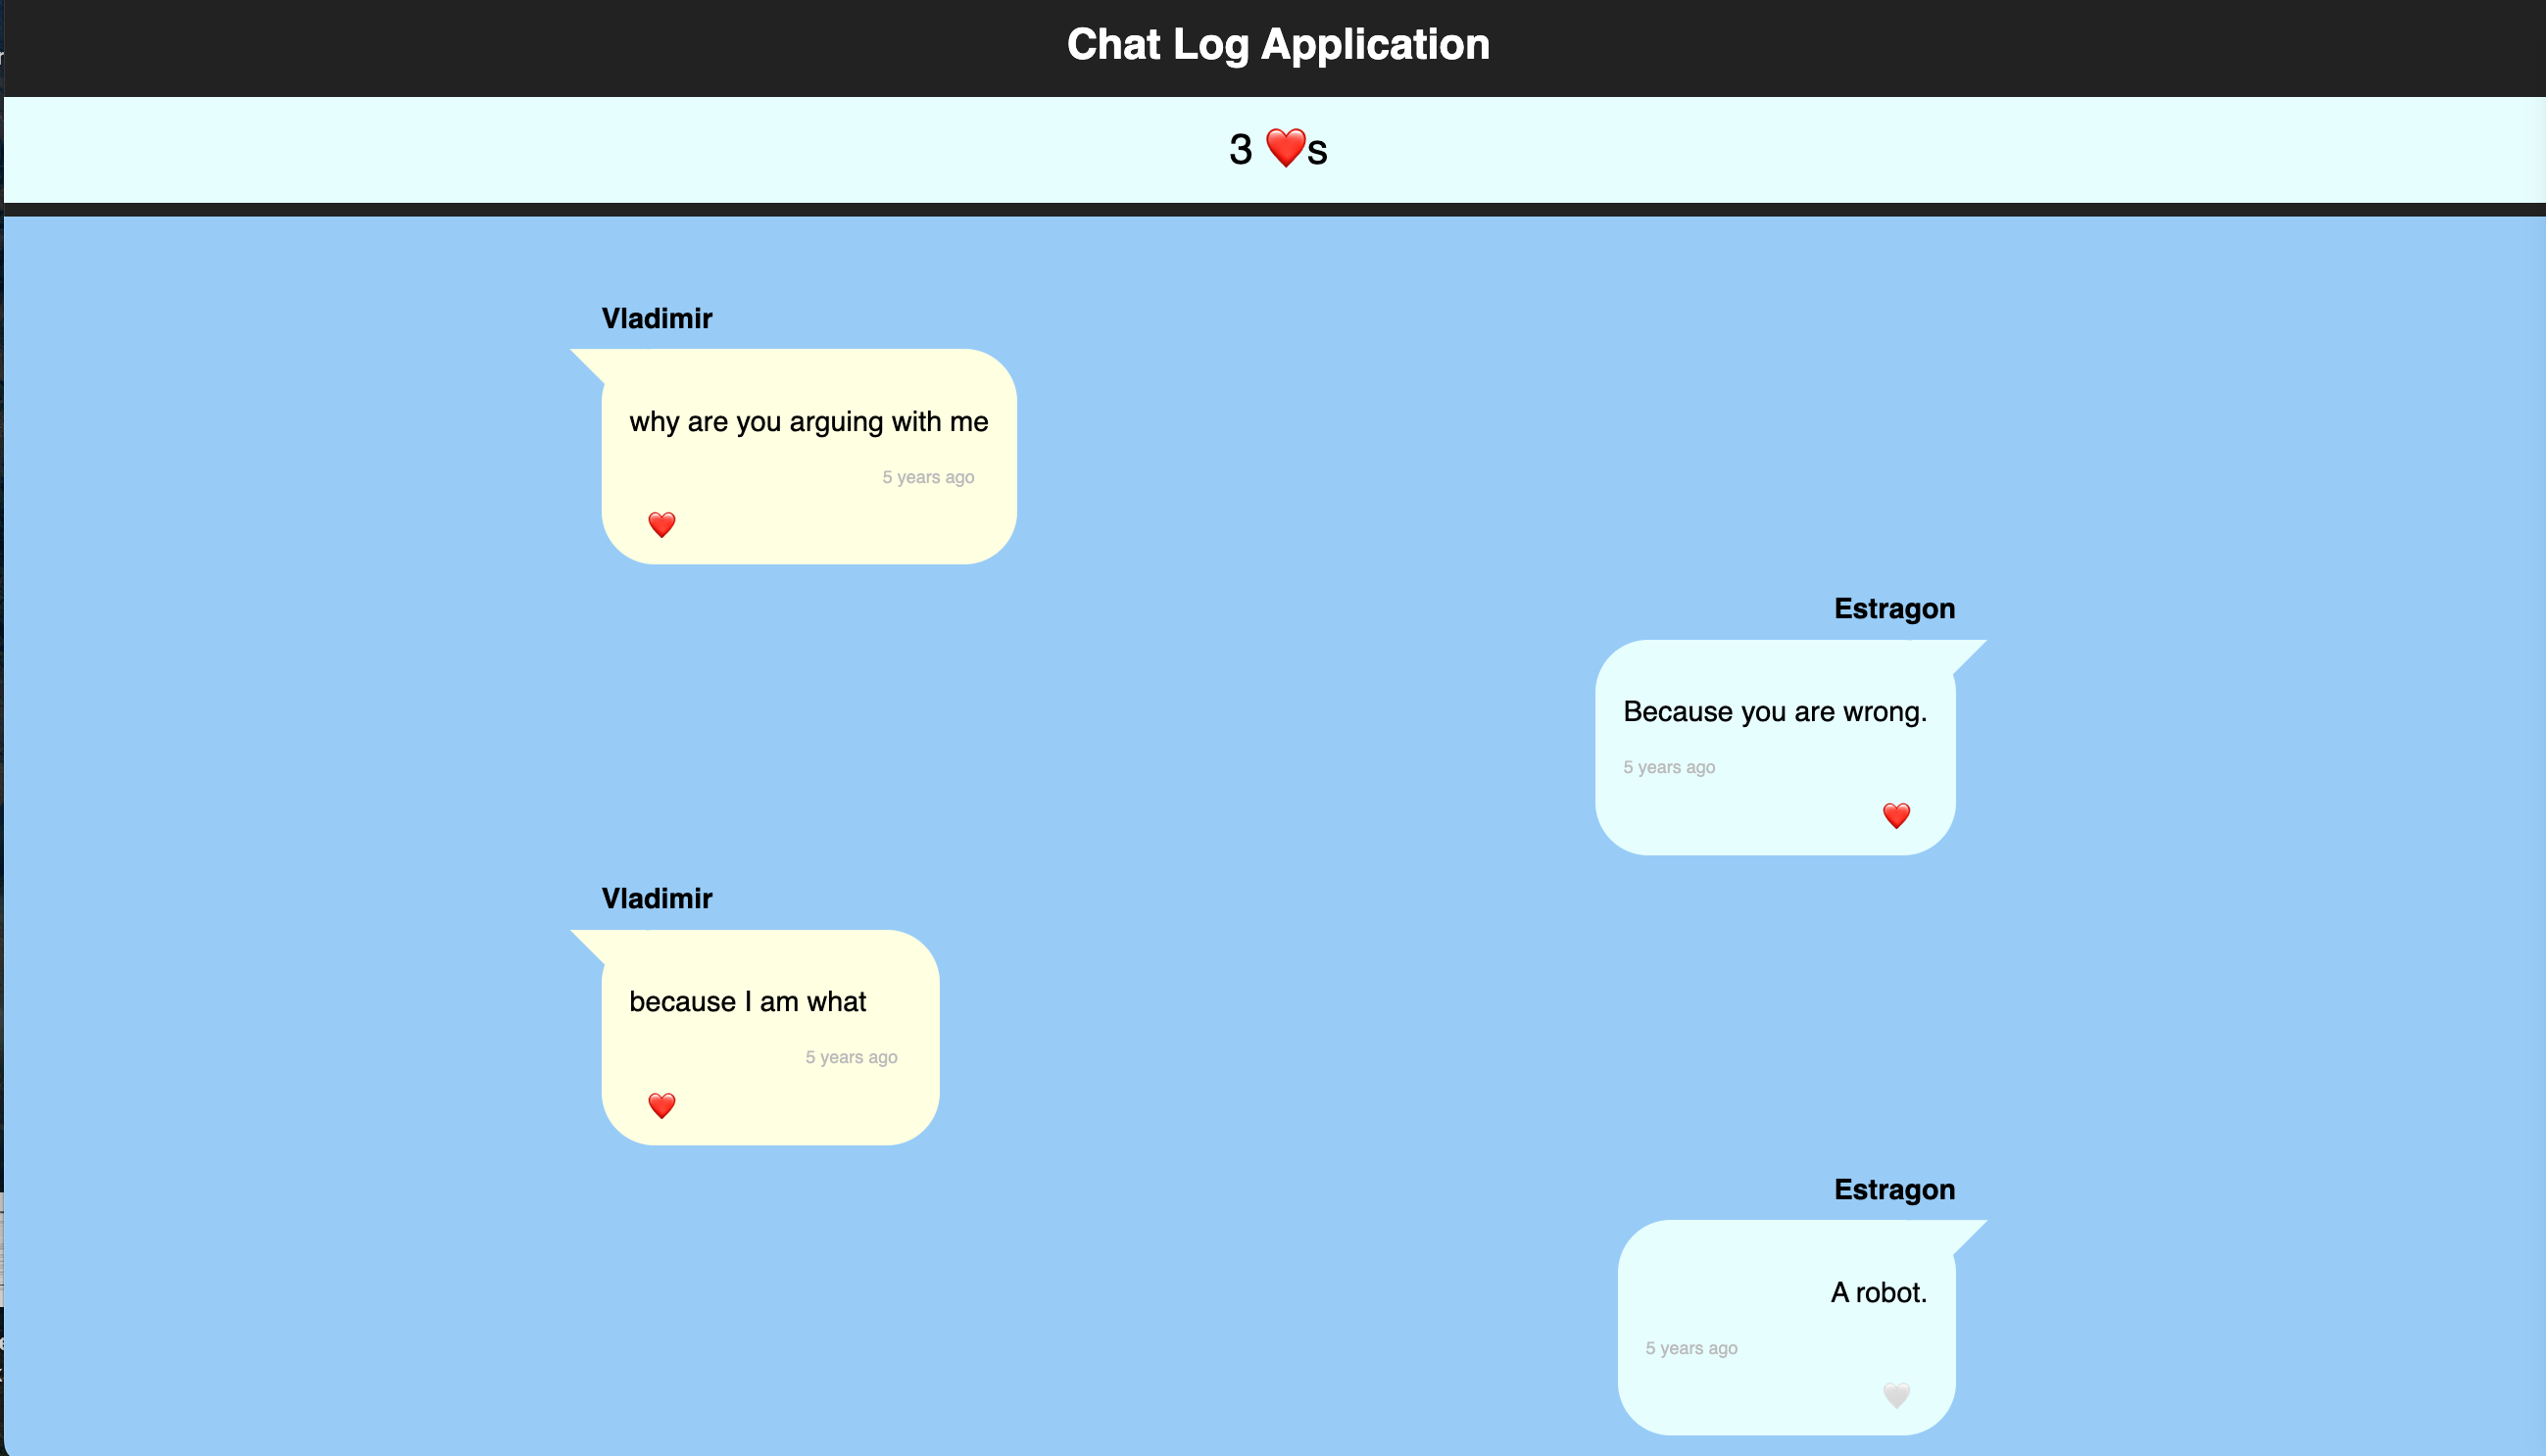 Chat Log Application
3 ❤️s
Vladimir
why are you arguing with me
5 years ago
❤️
Estragon
Because you are wrong.
5 years ago
❤️
Vladimir
because I am what
5 years ago
❤️
Estragon
A robot.
5 years ago
🤍